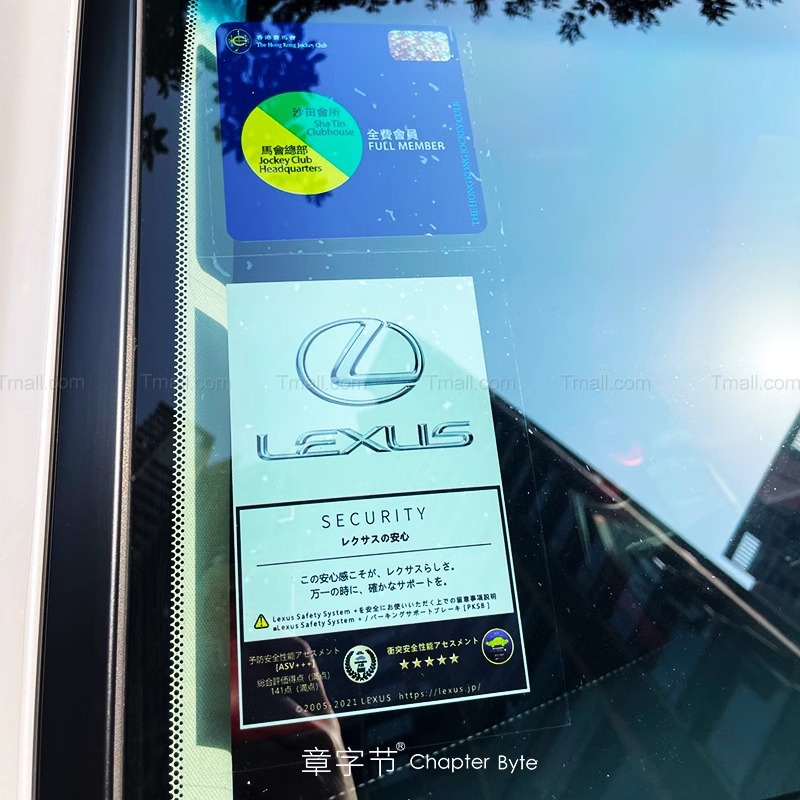 香港賽馬會
The Hong Kong Jockey Club
沙田會所
Sha Tin
Clubhouse
馬會總部
Jockey Club
Headquarters
全費會員
FULL MEMBER
THE HONG KONG JOCKEY CLUB
Tmall.com Tmall.com Tmall.com Tmall.com Tmall.com Tmall.com
LEXUS
SECURITY
レクサスの安心
この安心感こそが、レクサスらしさ。
万一の時に、確かなサポートを。
Lexus Safety System +を安全にお使いいただく上での留意事項説明
■Lexus Safety System + / パーキングサポートブレーキ [PKSB]
予防安全性能アセスメント
[ASV+++]
総合評価得点（満点）
141点（満点）
衝突安全性能アセスメント
★★★★★
©2005-2021 LEXUS https://lexus.jp/
章字节® Chapter Byte